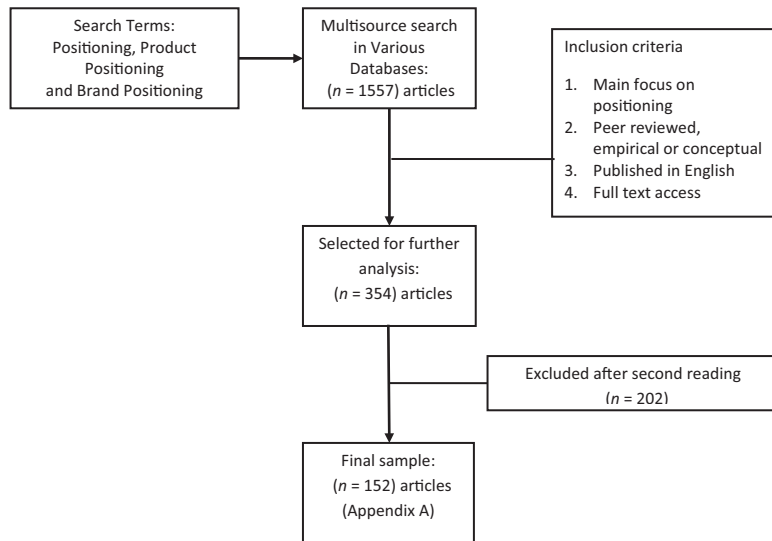 Search Terms:
Positioning, Product
Positioning
and Brand Positioning
Multisource search
in Various
Databases:
(n = 1557) articles
Inclusion criteria
1. Main focus on
positioning
2. Peer reviewed,
empirical or conceptual
3. Published in English
4. Full text access
Selected for further
analysis:
(n = 354) articles
Excluded after second reading
(n = 202)
Final sample:
(n = 152) articles
(Appendix A)